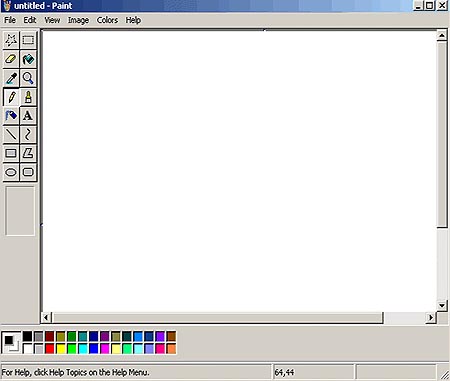 untitled - Paint
File Edit View Image Colors Help
A
For Help, click Help Topics on the Help Menu.
64,44